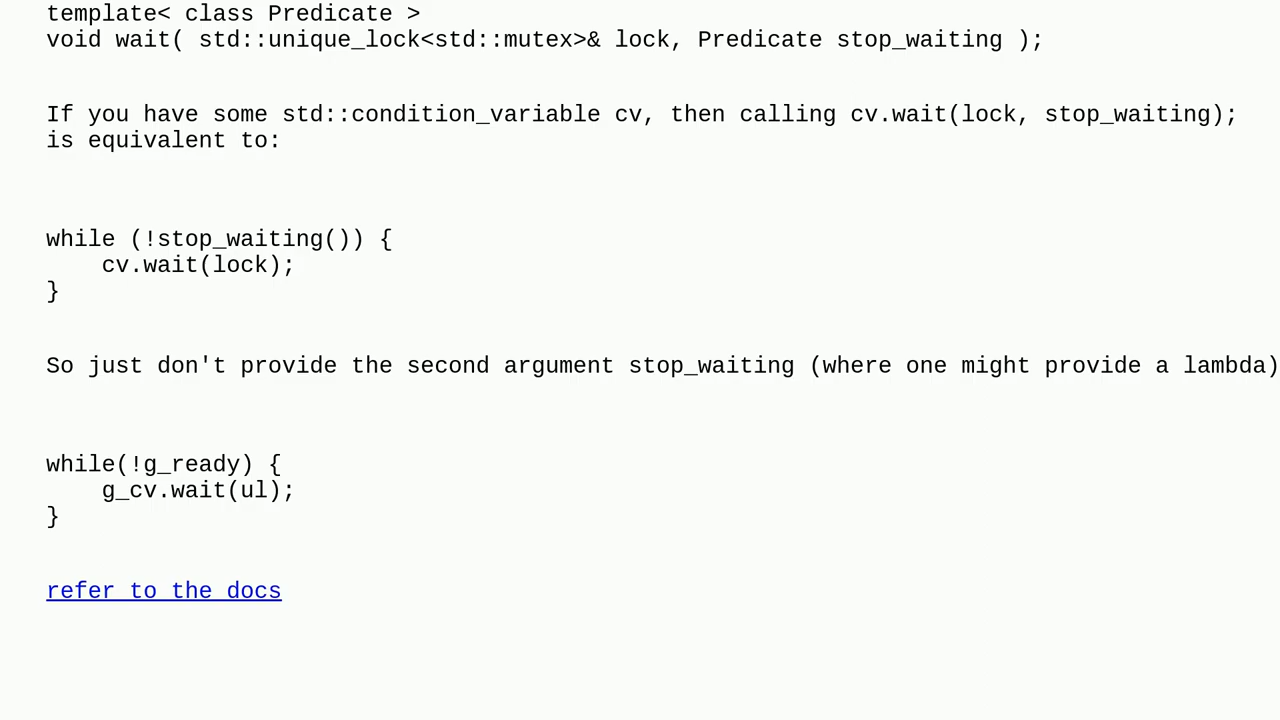 template< class Predicate >
void wait( std::unique_lock<std::mutex>& lock, Predicate stop_waiting );
If you have some std::condition_variable cv, then calling cv.wait(lock, stop_waiting);
is equivalent to:
while (!stop_waiting()) {
    cv.wait(lock);
}
So just don't provide the second argument stop_waiting (where one might provide a lambda)
while(!g_ready) {
    g_cv.wait(ul);
}
refer to the docs